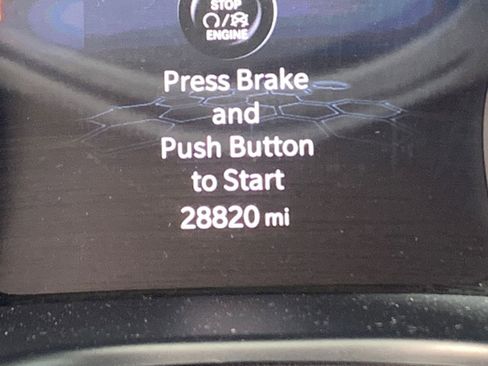 STOP
ENGINE
Press Brake
and
Push Button
to Start
28820 mi